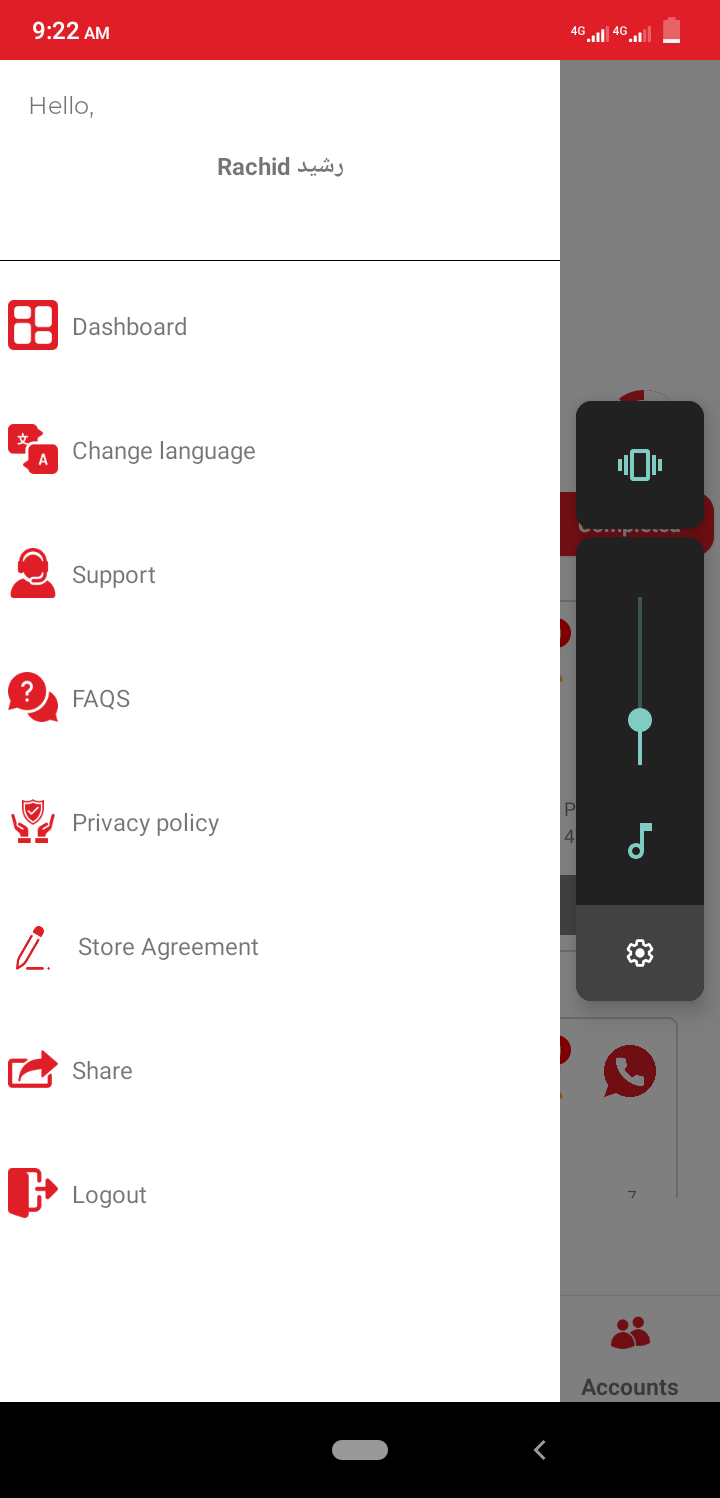 9:22 AM
4G 4G
Hello,
Rachid رشيد
Dashboard
Change language
Support
FAQS
Privacy policy
Store Agreement
Share
Logout
Completed
P
4
7
Accounts